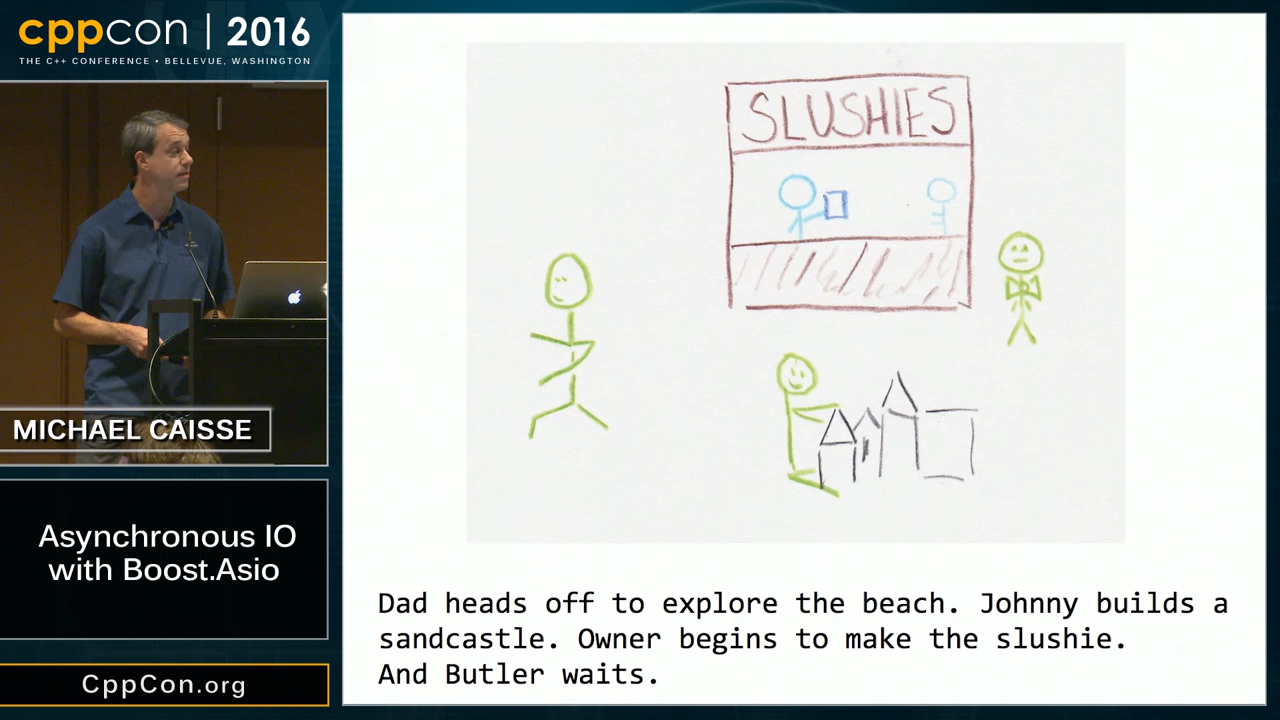 cppcon | 2016
THE C++ CONFERENCE • BELLEVUE, WASHINGTON
MICHAEL CAISSE
Asynchronous IO
with Boost.Asio
CppCon.org
SLUSHIES
Dad heads off to explore the beach. Johnny builds a
sandcastle. Owner begins to make the slushie.
And Butler waits.